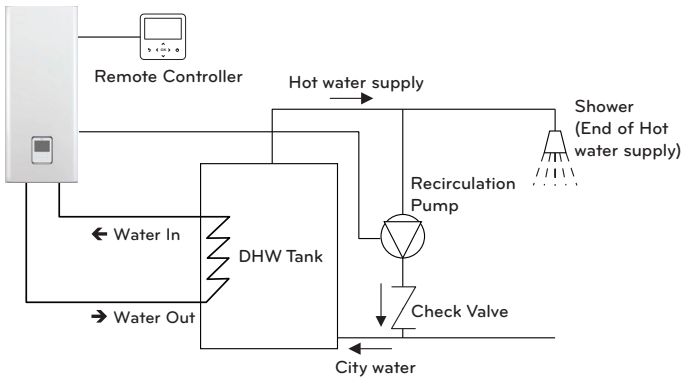 Remote Controller
Hot water supply
Shower
(End of Hot
water supply)
Recirculation
Pump
← Water In
DHW Tank
→ Water Out
Check Valve
City water